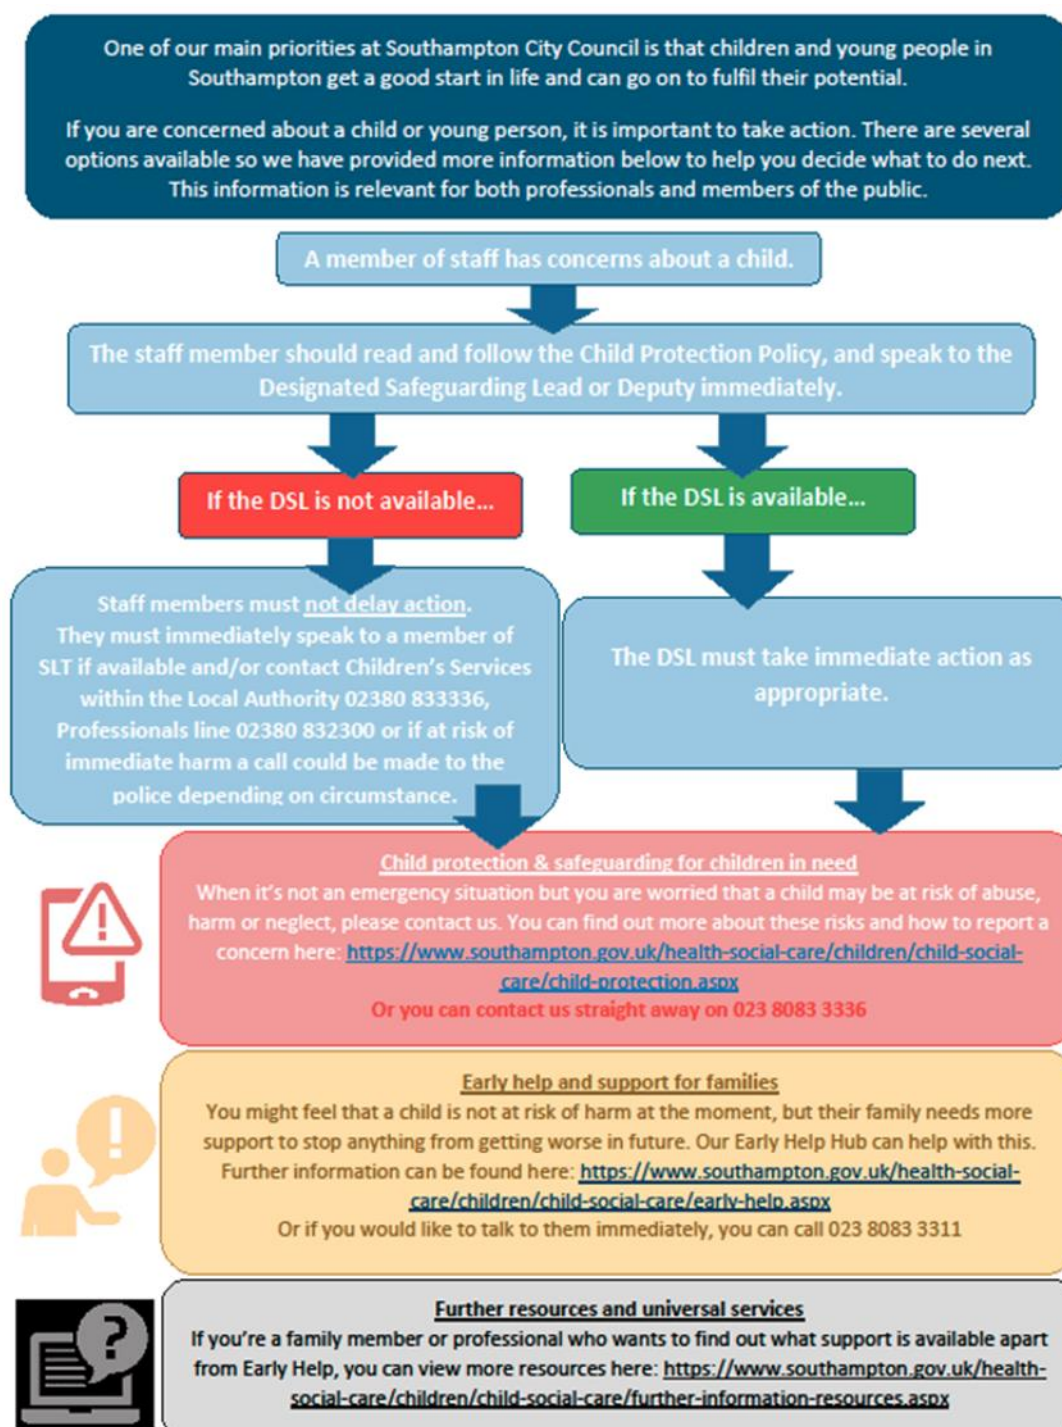 One of our main priorities at Southampton City Council is that children and young people in
Southampton get a good start in life and can go on to fulfil their potential.
If you are concerned about a child or young person, it is important to take action. There are several
options available so we have provided more information below to help you decide what to do next.
This information is relevant for both professionals and members of the public.
A member of staff has concerns about a child.
The staff member should read and follow the Child Protection Policy, and speak to the
Designated Safeguarding Lead or Deputy immediately.
If the DSL is not available...
If the DSL is available...
Staff members must not delay action.
They must immediately speak to a member of
SLT if available and/or contact Children's Services
within the Local Authority 02380 833336,
Professionals line 02380 832300 or if at risk of
immediate harm a call could be made to the
police depending on circumstance.
The DSL must take immediate action as
appropriate.
Child protection & safeguarding for children in need
When it's not an emergency situation but you are worried that a child may be at risk of abuse,
harm or neglect, please contact us. You can find out more about these risks and how to report a
concern here: https://www.southampton.gov.uk/health-social-care/children/child-social-
care/child-protection.aspx
Or you can contact us straight away on 023 8083 3336
Early help and support for families
You might feel that a child is not at risk of harm at the moment, but their family needs more
support to stop anything from getting worse in future. Our Early Help Hub can help with this.
Further information can be found here: https://www.southampton.gov.uk/health-social-
care/children/child-social-care/early-help.aspx
Or if you would like to talk to them immediately, you can call 023 8083 3311
Further resources and universal services
If you're a family member or professional who wants to find out what support is available apart
from Early Help, you can view more resources here: https://www.southampton.gov.uk/health-
social-care/children/child-social-care/further-information-resources.aspx